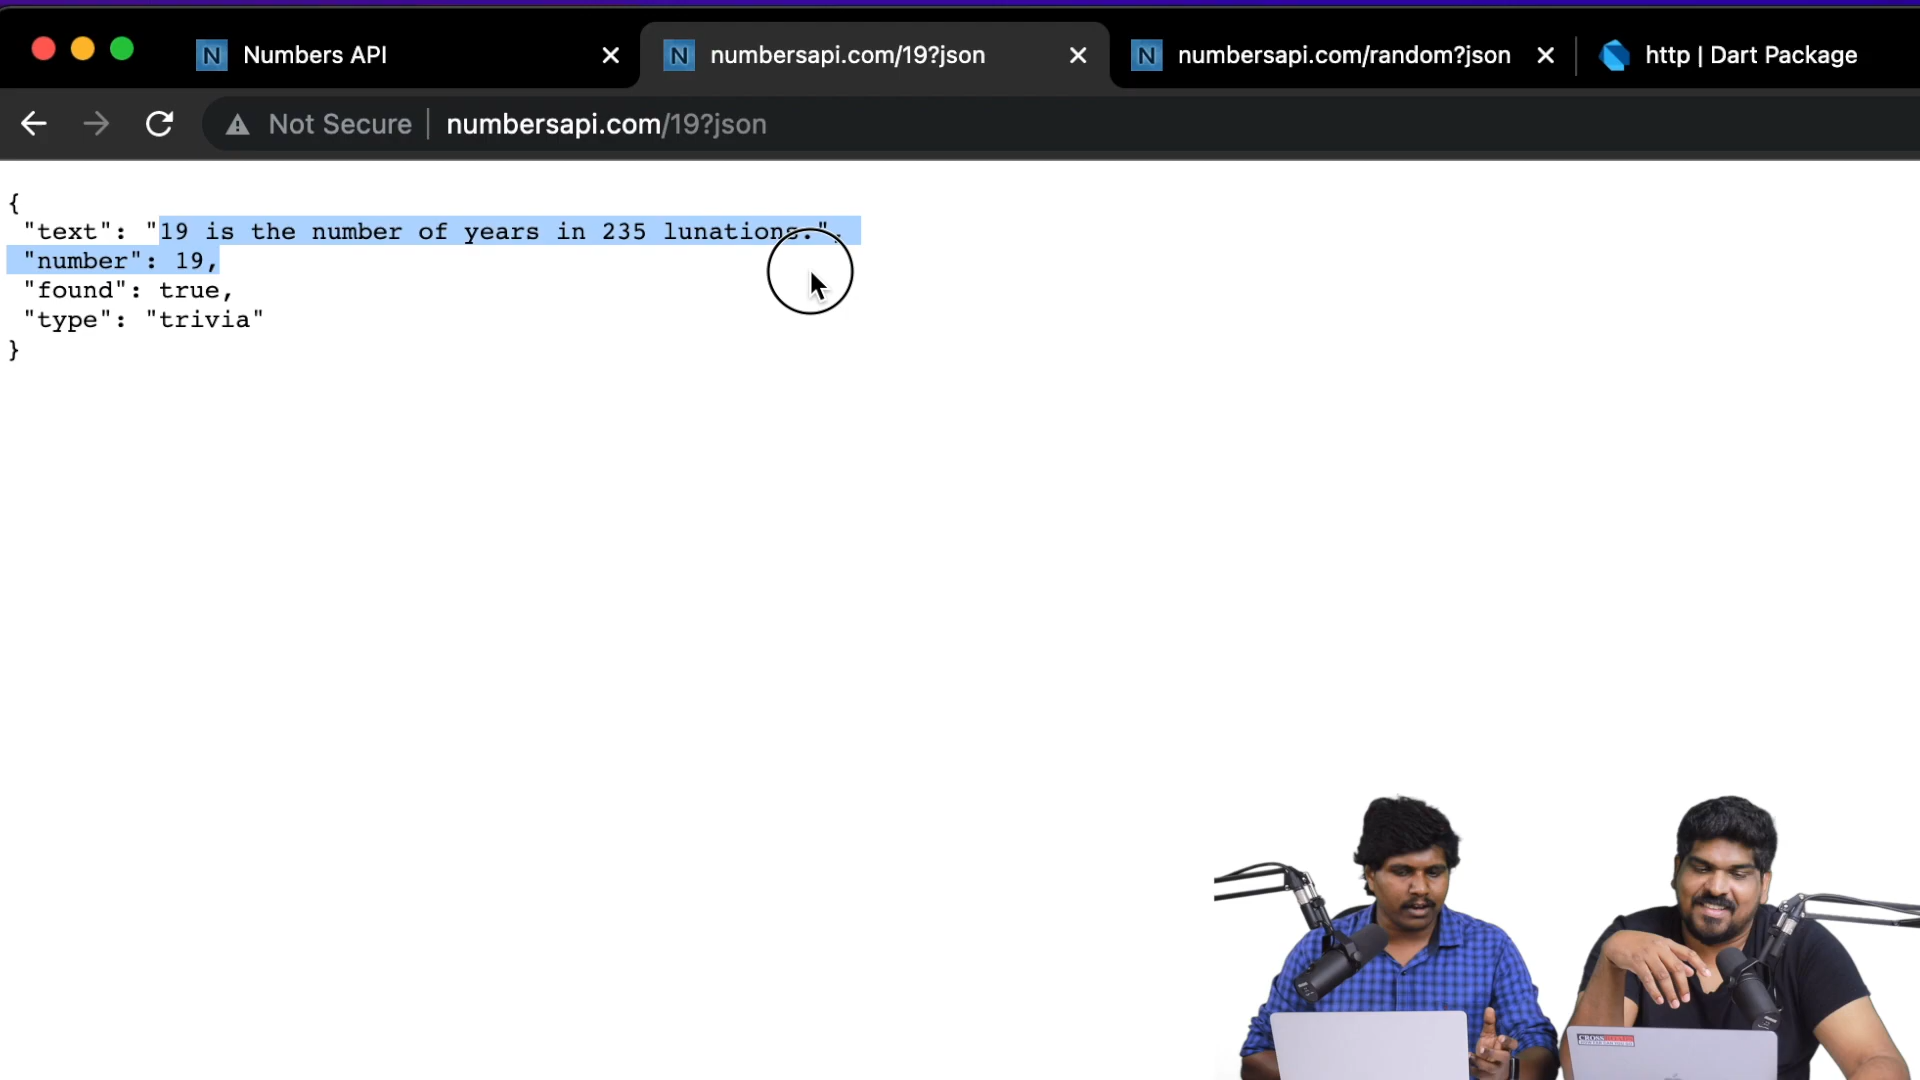 N Numbers API
N numbersapi.com/19?json
N numbersapi.com/random?json
http | Dart Package
Not Secure
numbersapi.com/19?json
{
"text": "19 is the number of years in 235 lunations.",
"number": 19,
"found": true,
"type": "trivia"
}
CROSS